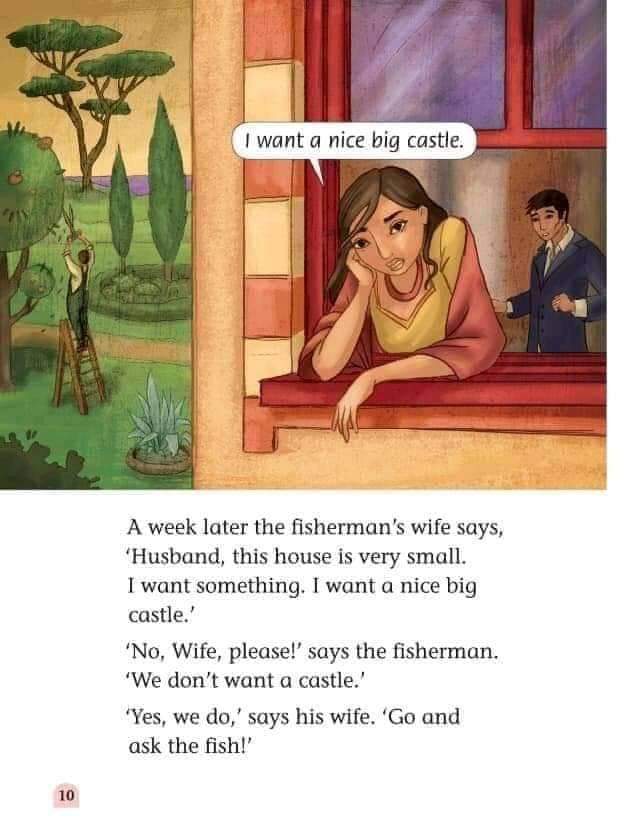 I want a nice big castle.
A week later the fisherman's wife says,
‘Husband, this house is very small.
I want something. I want a nice big
castle.’
‘No, Wife, please!’ says the fisherman.
‘We don't want a castle.’
‘Yes, we do,’ says his wife. ‘Go and
ask the fish!’
10